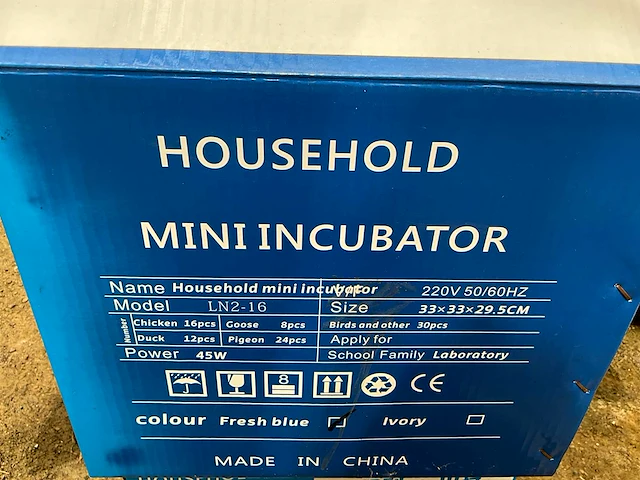 HOUSEHOLD
MINI INCUBATOR
Name Household mini incubator 220V 50/60HZ
Model LN2-16 Size 33×33×29.5CM
Number Chicken 16pcs Goose 8pcs Birds and other 30pcs
Duck 12pcs Pigeon 24pcs Apply for
Power 45W School Family Laboratory
8 CE
colour Fresh blue Ivory
MADE IN CHINA